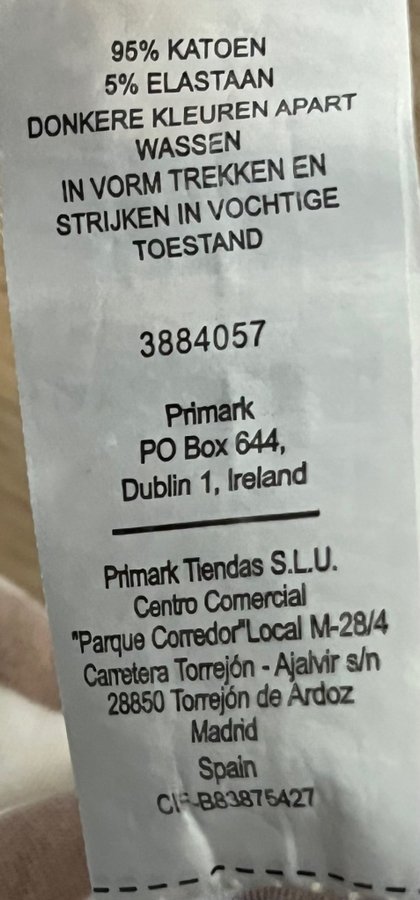 95% KATOEN
5% ELASTAAN
DONKERE KLEUREN APART
WASSEN
IN VORM TREKKEN EN
STRIJKEN IN VOCHTIGE
TOESTAND
3884057
Primark
PO Box 644,
Dublin 1, Ireland
Primark Tiendas S.L.U.
Centro Comercial
"Parque Corredor"Local M-28/4
Carretera Torrejón - Ajalvir s/n
28850 Torrejón de Ardoz
Madrid
Spain
CIF-B83875427